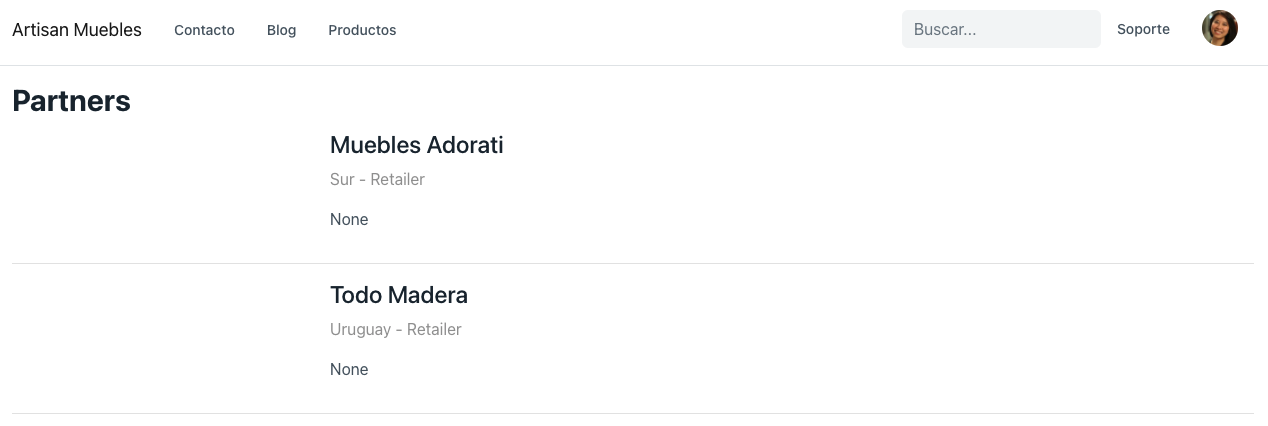 Artisan Muebles Contacto Blog Productos Buscar... Soporte
Partners
Muebles Adorati
Sur - Retailer
None
Todo Madera
Uruguay - Retailer
None